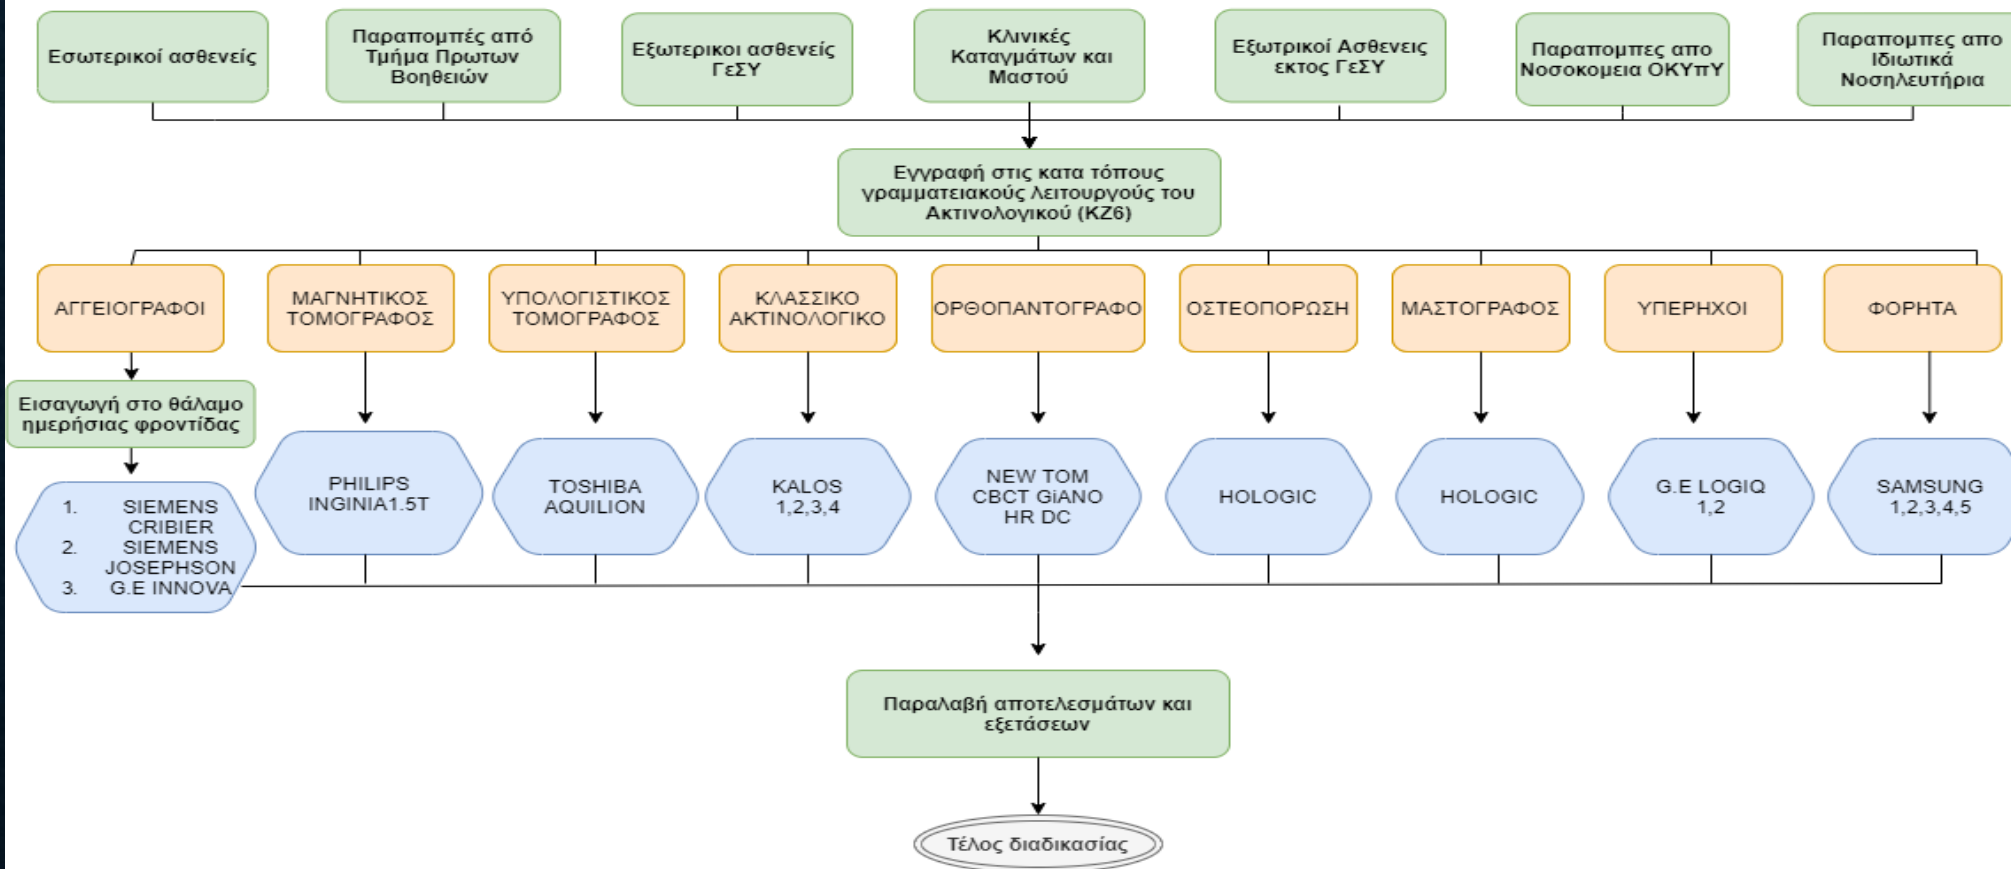 Εσωτερικοί ασθενείς
Παραπομπές από
Τμήμα Πρωτων
Βοηθειών
Εξωτερικοι ασθενείς
ΓεΣΥ
Κλινικές
Καταγμάτων και
Μαστού
Εξωτρικοί Ασθενεις
εκτος ΓεΣΥ
Παραπομπες απο
Νοσοκομεια ΟΚΥπΥ
Παραπομπες απο
Ιδιωτικά
Νοσηλευτήρια
Εγγραφή στις κατα τόπους
γραμματειακούς λειτουργούς του
Ακτινολογικού (ΚΖ6)
ΑΓΓΕΙΟΓΡΑΦΟΙ
ΜΑΓΝΗΤΙΚΟΣ
ΤΟΜΟΓΡΑΦΟΣ
ΥΠΟΛΟΓΙΣΤΙΚΟΣ
ΤΟΜΟΓΡΑΦΟΣ
ΚΛΑΣΣΙΚΟ
ΑΚΤΙΝΟΛΟΓΙΚΟ
ΟΡΘΟΠΑΝΤΟΓΡΑΦΟ
ΟΣΤΕΟΠΟΡΩΣΗ
ΜΑΣΤΟΓΡΑΦΟΣ
ΥΠΕΡΗΧΟΙ
ΦΟΡΗΤΑ
Εισαγωγή στο θάλαμο
ημερήσιας φροντίδας
1. SIEMENS
CRIBIER
2. SIEMENS
JOSEPHSON
3. G.E INNOVA
PHILIPS
INGINIA1.5T
TOSHIBA
AQUILION
KALOS
1,2,3,4
NEW TOM
CBCT GiANO
HR DC
HOLOGIC
HOLOGIC
G.E LOGIQ
1,2
SAMSUNG
1,2,3,4,5
Παραλαβή αποτελεσμάτων και
εξετάσεων
Τέλος διαδικασίας